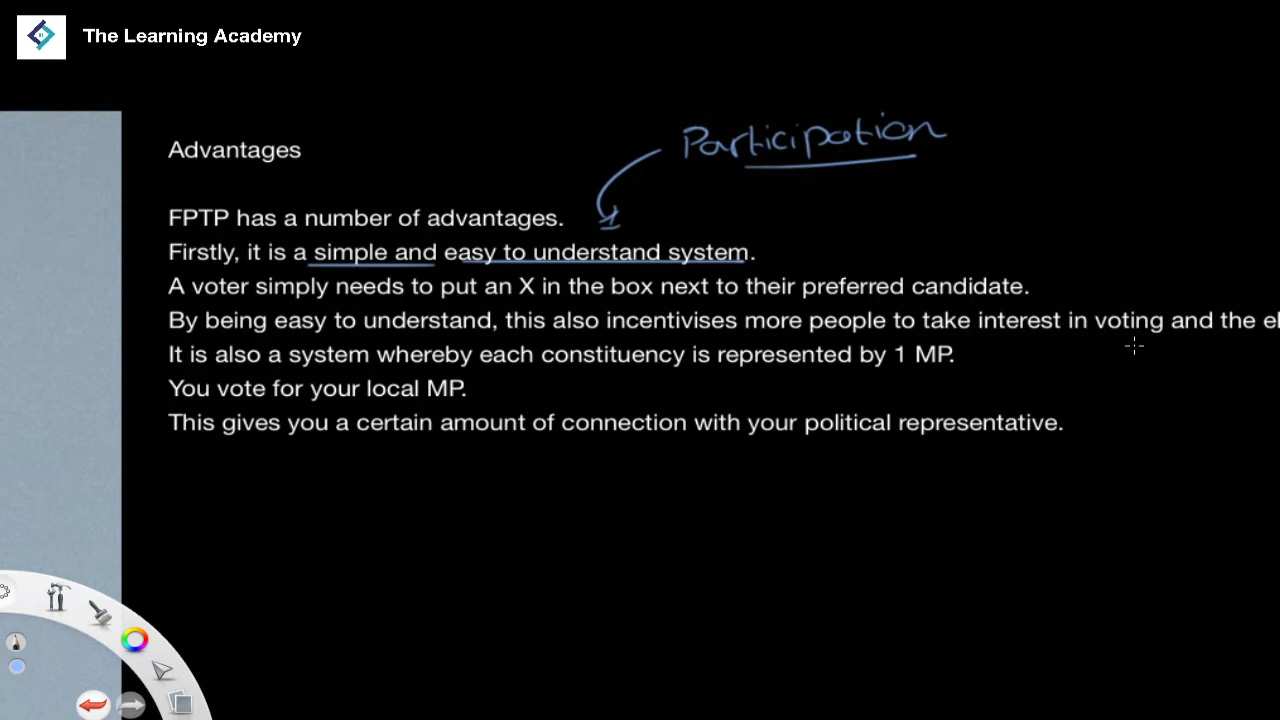 The Learning Academy
Participation
Advantages
FPTP has a number of advantages.
Firstly, it is a simple and easy to understand system.
A voter simply needs to put an X in the box next to their preferred candidate.
By being easy to understand, this also incentivises more people to take interest in voting and the
It is also a system whereby each constituency is represented by 1 MP.
You vote for your local MP.
This gives you a certain amount of connection with your political representative.